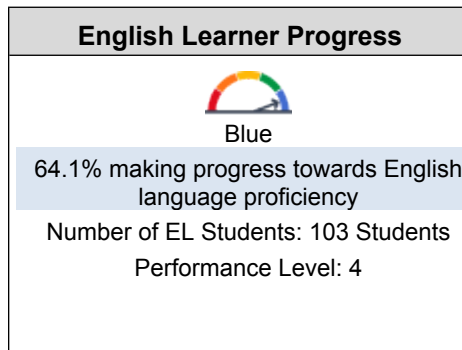 English Learner Progress
Blue
64.1% making progress towards English
language proficiency
Number of EL Students: 103 Students
Performance Level: 4